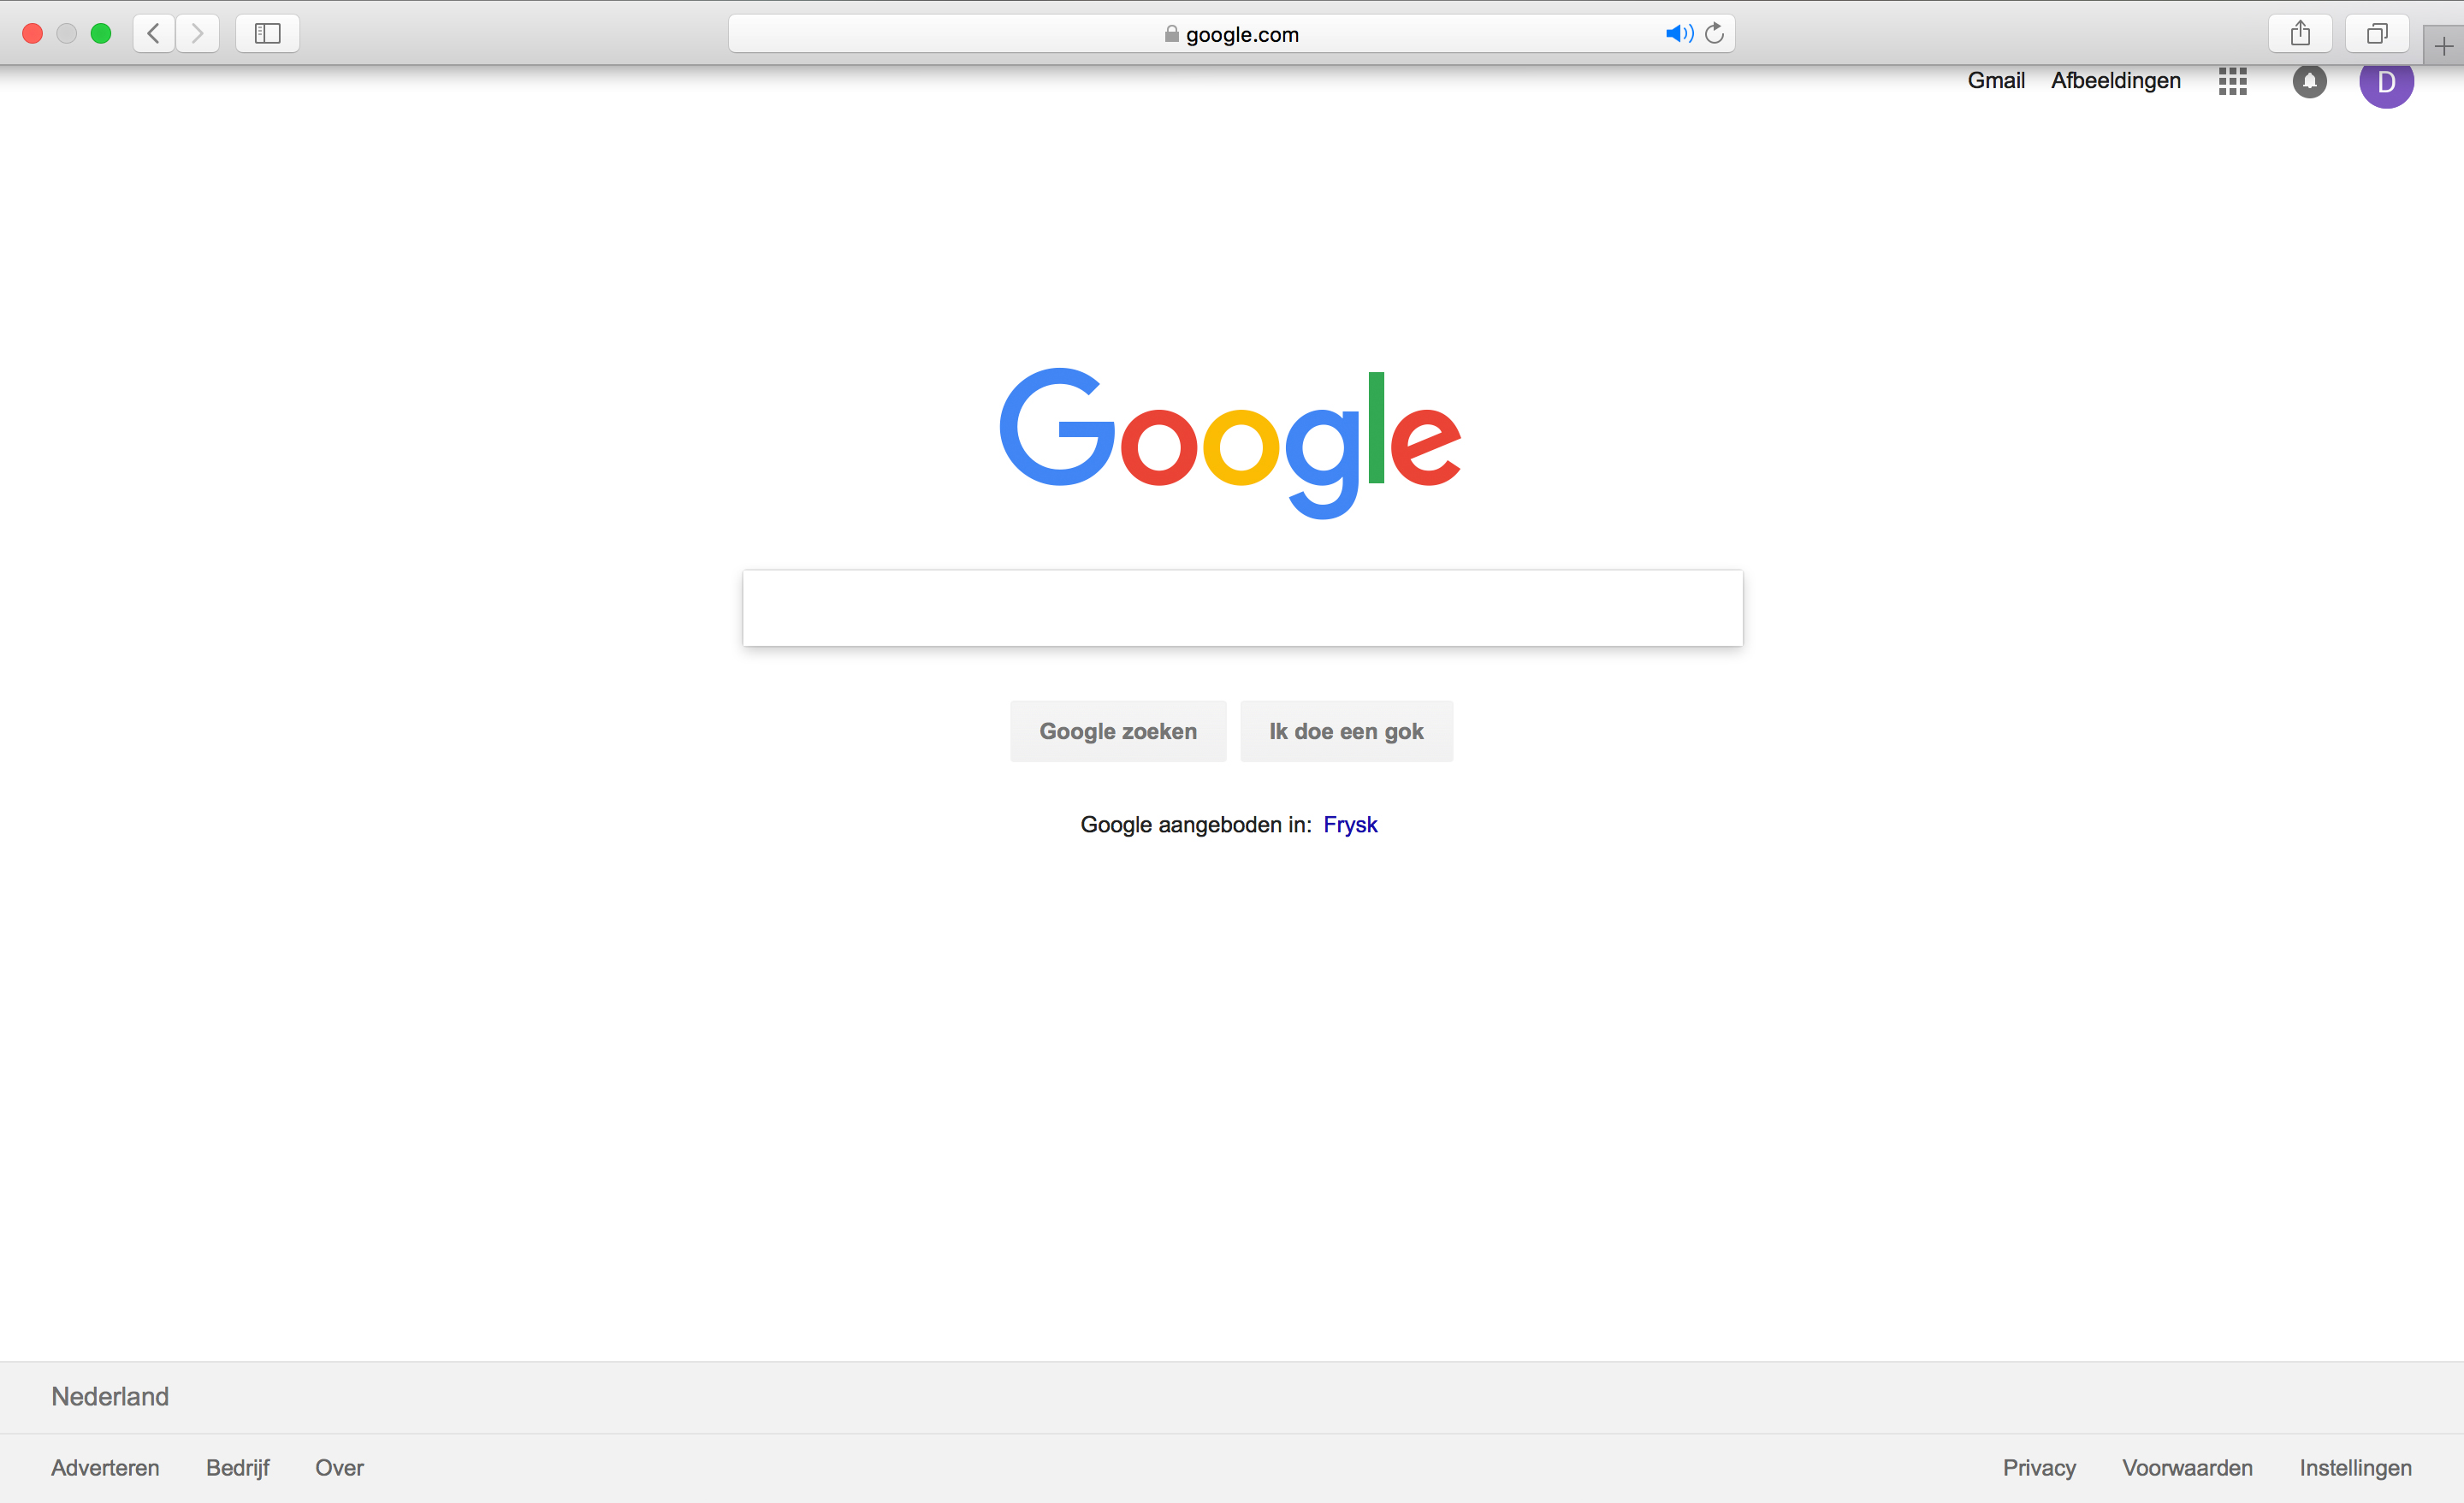 google.com
Gmail Afbeeldingen D
Google
Google zoeken Ik doe een gok
Google aangeboden in: Frysk
Nederland
Adverteren Bedrijf Over Privacy Voorwaarden Instellingen